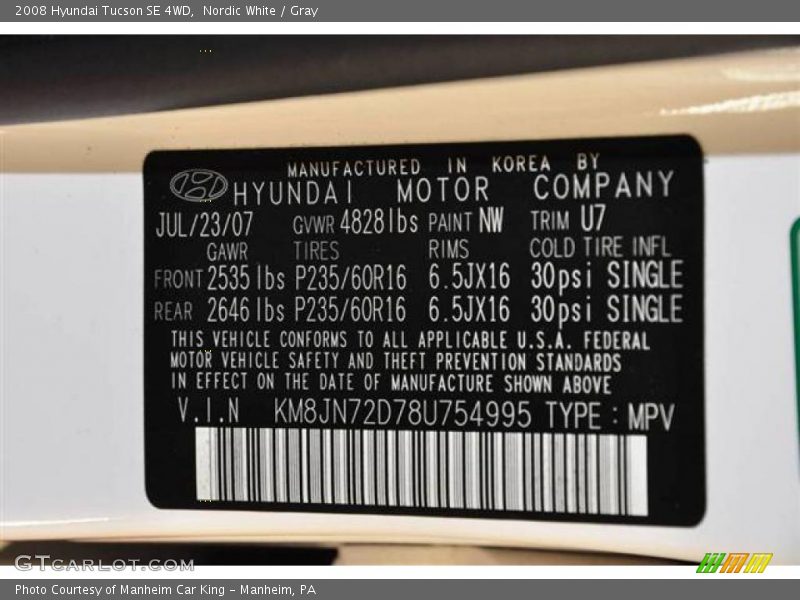 2008 Hyundai Tucson SE 4WD, Nordic White / Gray
MANUFACTURED IN KOREA BY
HYUNDAI MOTOR COMPANY
JUL/23/07 GVWR 4828lbs PAINT NW TRIM U7
GAWR TIRES RIMS COLD TIRE INFL
FRONT 2535 lbs P235/60R16 6.5JX16 30psi SINGLE
REAR 2646 lbs P235/60R16 6.5JX16 30psi SINGLE
THIS VEHICLE CONFORMS TO ALL APPLICABLE U.S.A. FEDERAL
MOTOR VEHICLE SAFETY AND THEFT PREVENTION STANDARDS
IN EFFECT ON THE DATE OF MANUFACTURE SHOWN ABOVE
V.I.N KM8JN72D78U754995 TYPE : MPV
GTCARLOT.COM
Photo Courtesy of Manheim Car King - Manheim, PA